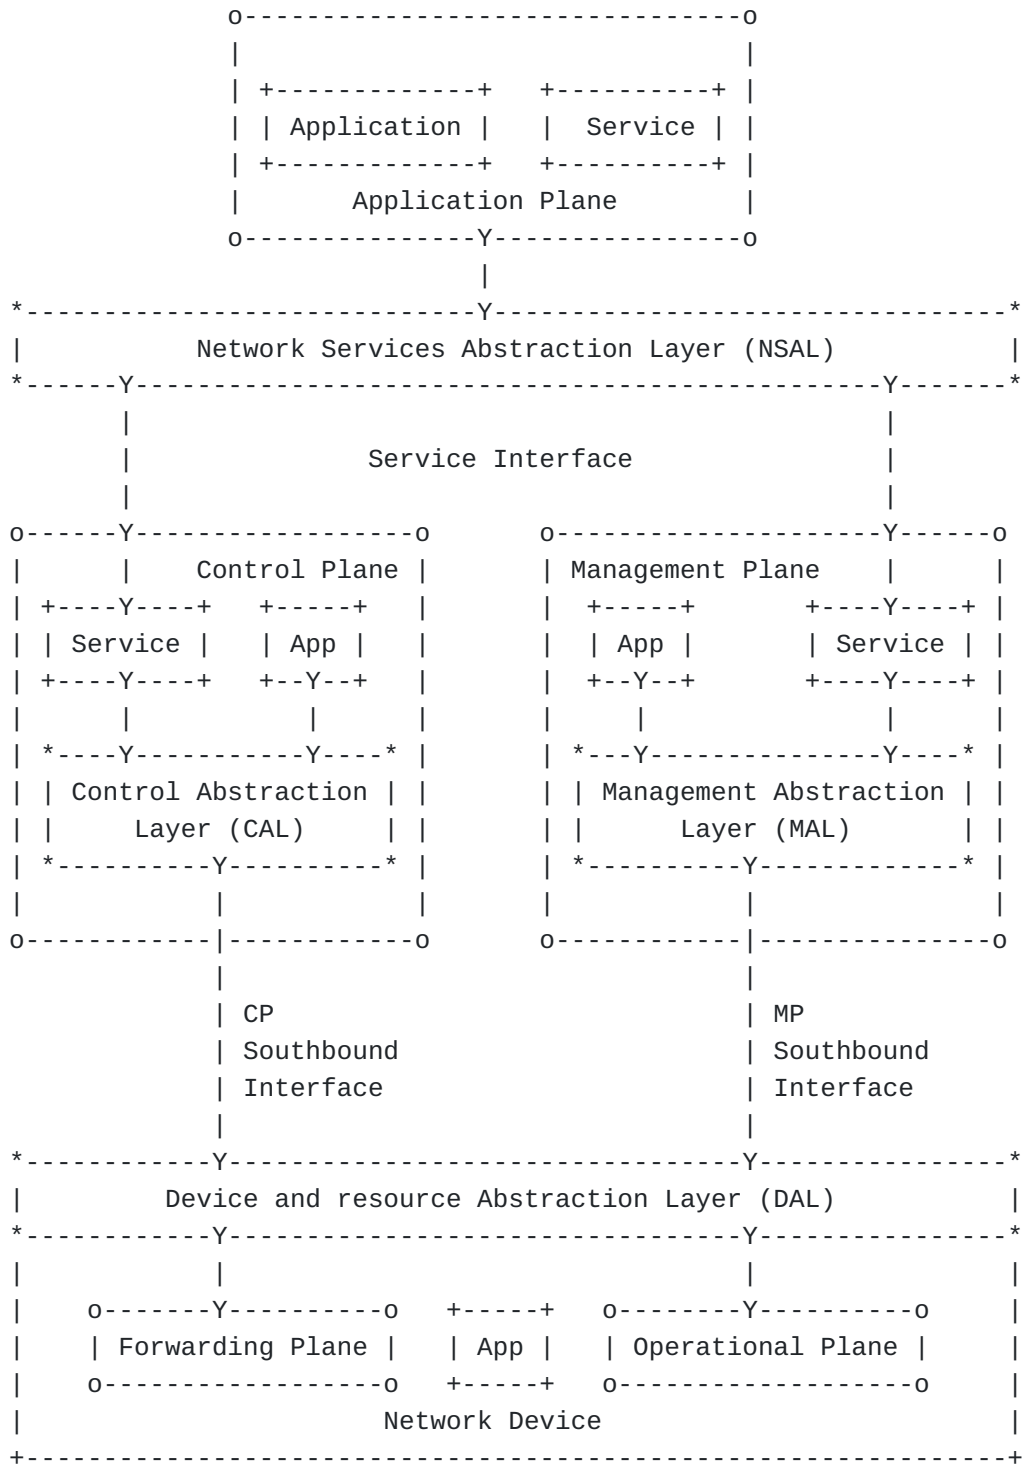 o--------------------------------o
|                                |
| +-------------+   +----------+ |
| | Application |   |  Service | |
| +-------------+   +----------+ |
|       Application Plane        |
o---------------Y----------------o
|
*-----------------------------Y---------------------------------*
|           Network Services Abstraction Layer (NSAL)           |
*------Y------------------------------------------------Y-------*
|                                                |
|               Service Interface                |
|                                                |
o------Y------------------o       o---------------------Y------o
|      |    Control Plane |       | Management Plane    |      |
| +----Y----+   +-----+   |       |  +-----+       +----Y----+ |
| | Service |   | App |   |       |  | App |       | Service | |
| +----Y----+   +--Y--+   |       |  +--Y--+       +----Y----+ |
|      |           |      |       |     |               |      |
| *----Y-----------Y----* |       | *---Y---------------Y----* |
| | Control Abstraction | |       | | Management Abstraction | |
| |     Layer (CAL)     | |       | |      Layer (MAL)       | |
| *----------Y----------* |       | *----------Y-------------* |
|            |            |       |            |               |
o------------|------------o       o------------|---------------o
|                                 |
| CP                              | MP
| Southbound                      | Southbound
| Interface                       | Interface
|                                 |
*------------Y---------------------------------Y----------------*
|         Device and resource Abstraction Layer (DAL)           |
*------------Y---------------------------------Y----------------*
|            |                                 |                |
|    o-------Y----------o   +-----+   o--------Y----------o     |
|    | Forwarding Plane |   | App |   | Operational Plane |     |
|    o------------------o   +-----+   o-------------------o     |
|                       Network Device                          |
+---------------------------------------------------------------+